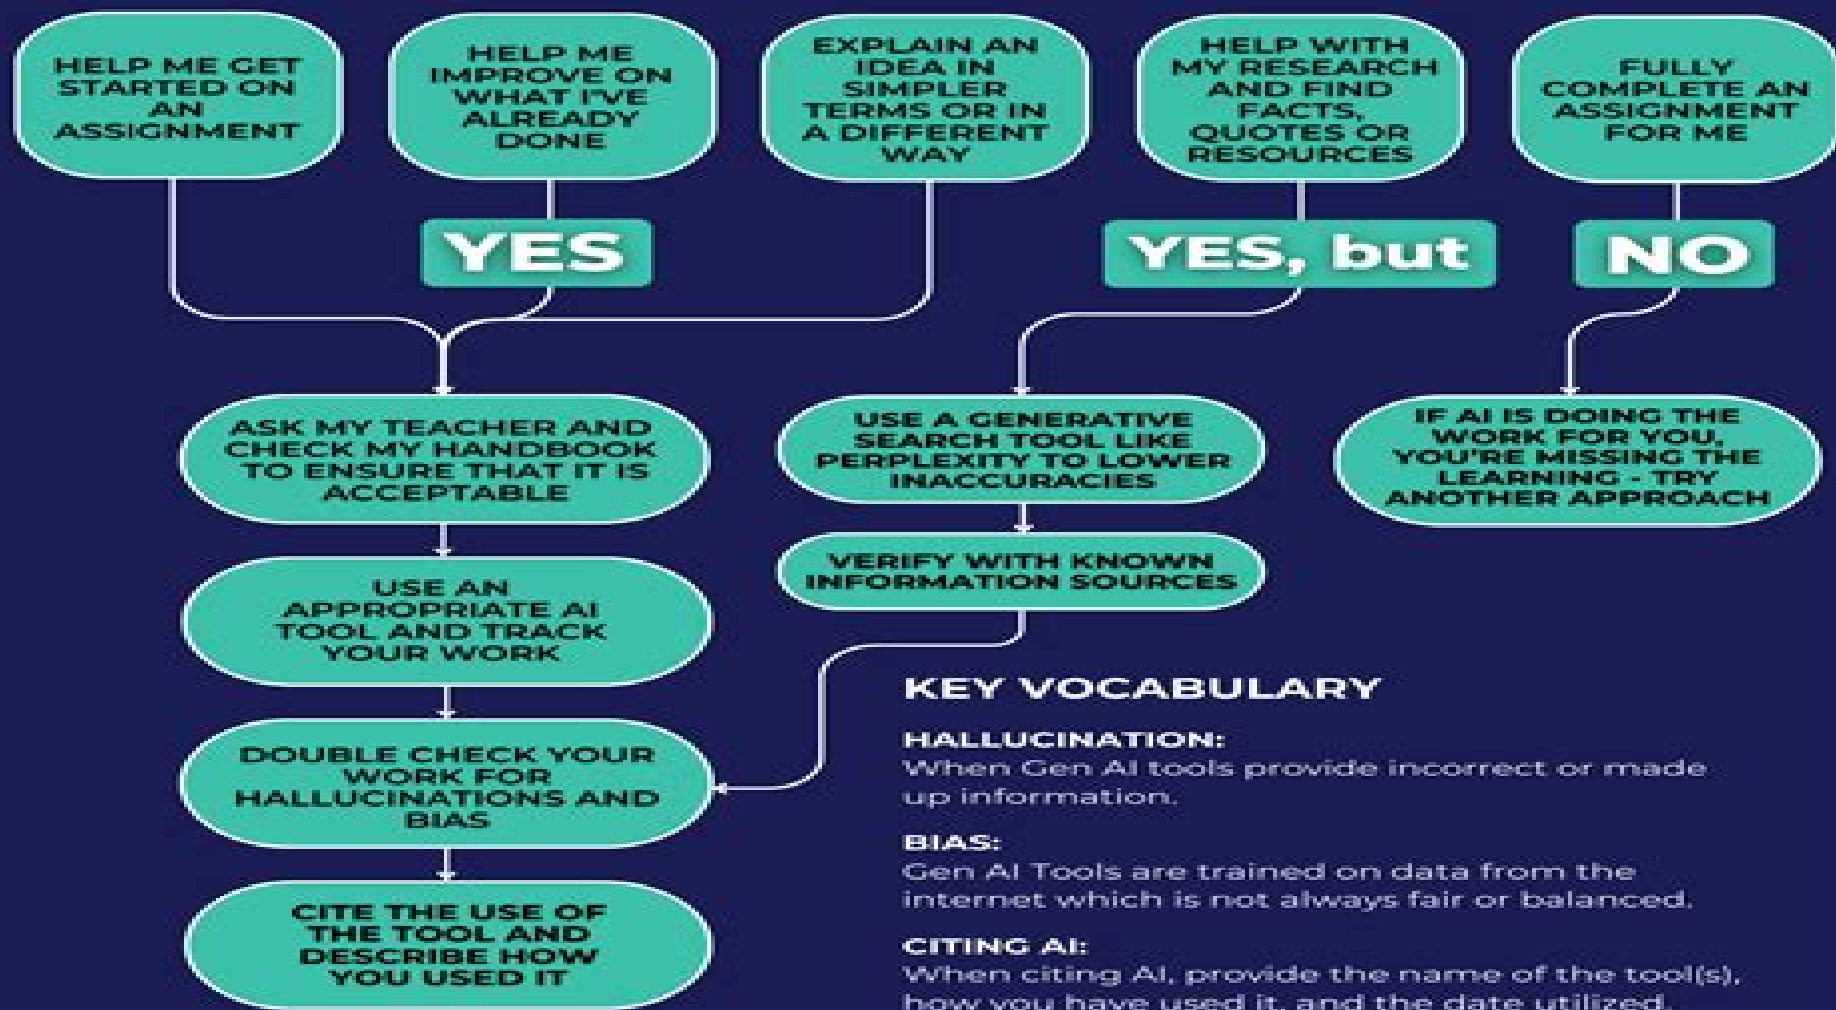 HELP ME GET
STARTED ON
AN
ASSIGNMENT
HELP ME
IMPROVE ON
WHAT I'VE
ALREADY
DONE
EXPLAIN AN
IDEA IN
SIMPLER
TERMS OR IN
A DIFFERENT
WAY
HELP WITH
MY RESEARCH
AND FIND
FACTS,
QUOTES OR
RESOURCES
FULLY
COMPLETE AN
ASSIGNMENT
FOR ME
YES
YES, but
NO
ASK MY TEACHER AND
CHECK MY HANDBOOK
TO ENSURE THAT IT IS
ACCEPTABLE
USE A GENERATIVE
SEARCH TOOL LIKE
PERPLEXITY TO LOWER
INACCURACIES
IF AI IS DOING THE
WORK FOR YOU,
YOU'RE MISSING THE
LEARNING - TRY
ANOTHER APPROACH
VERIFY WITH KNOWN
INFORMATION SOURCES
USE AN
APPROPRIATE AI
TOOL AND TRACK
YOUR WORK
DOUBLE CHECK YOUR
WORK FOR
HALLUCINATIONS AND
BIAS
CITE THE USE OF
THE TOOL AND
DESCRIBE HOW
YOU USED IT
KEY VOCABULARY
HALLUCINATION:
When Gen AI tools provide incorrect or made
up information.
BIAS:
Gen AI Tools are trained on data from the
internet which is not always fair or balanced.
CITING AI:
When citing AI, provide the name of the tool(s),
how you have used it, and the date utilized.